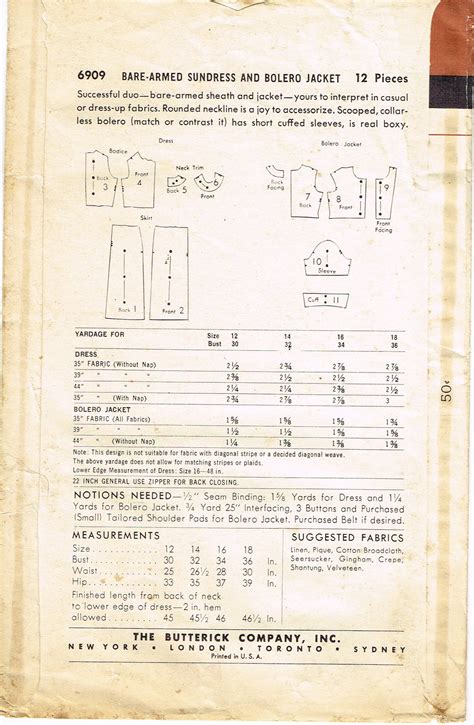 6909 BARE-ARMED SUNDRESS AND BOLERO JACKET 12 Pieces
Successful duo—bare-armed sheath and jacket—yours to interpret in casual
or dress-up fabrics. Rounded neckline is a joy to accessorize. Scooped, collar-
less bolero (match or contrast it) has short cuffed sleeves, is real boxy.
Dress
Bolero Jacket
Bodice
Back 3
Front 4
Neck Trim
Back 5
Front 6
Back Facing
7 Back
8 Front
9
Front Facing
Skirt
Back 1
Front 2
10 Sleeve
Cuff 11
YARDAGE FOR Size 12 14 16 18
Bust 30 32 34 36
DRESS
35" FABRIC (Without Nap) 2½ 2¾ 2⅞ 2⅞
39" " " " 2⅜ 2½ 2⅝ 2¾
44" " " " 2¼ 2½
35" " (With Nap) 2¾ 2⅞ 2⅞ 3
BOLERO JACKET
35" FABRIC (All Fabrics) 1⅝ 1⅝ 1⅝ 1¾
39" " " " 1½ 1½ 1⅝ 1⅝
44" " (Without Nap) 1¼ 1⅜ 1½
Note: This design is not suitable for fabric with diagonal stripe or a decided diagonal weave.
The above yardage does not allow for matching stripes or plaids.
Lower Edge Measurement of Dress: Size 16—48 in.
22 INCH GENERAL USE ZIPPER FOR BACK CLOSING.
NOTIONS NEEDED—½" Seam Binding: 1⅝ Yards for Dress and 1¼
Yards for Bolero Jacket. ¾ Yard 25" Interfacing, 3 Buttons and Purchased
(Small) Tailored Shoulder Pads for Bolero Jacket. Purchased Belt if desired.
MEASUREMENTS
Size 12 14 16 18
Bust 30 32 34 36 In.
Waist 25 26½ 28 30 In.
Hip 33 35 37 39 In.
Finished length from back of neck
to lower edge of dress—2 in. hem
allowed 45 45½ 46 46½ In.
SUGGESTED FABRICS
Linen, Pique, Cotton Broadcloth,
Seersucker, Gingham, Crepe,
Shantung, Velveteen.
THE BUTTERICK COMPANY, INC.
NEW YORK • LONDON • TORONTO • SYDNEY
Printed in U. S. A.
50¢